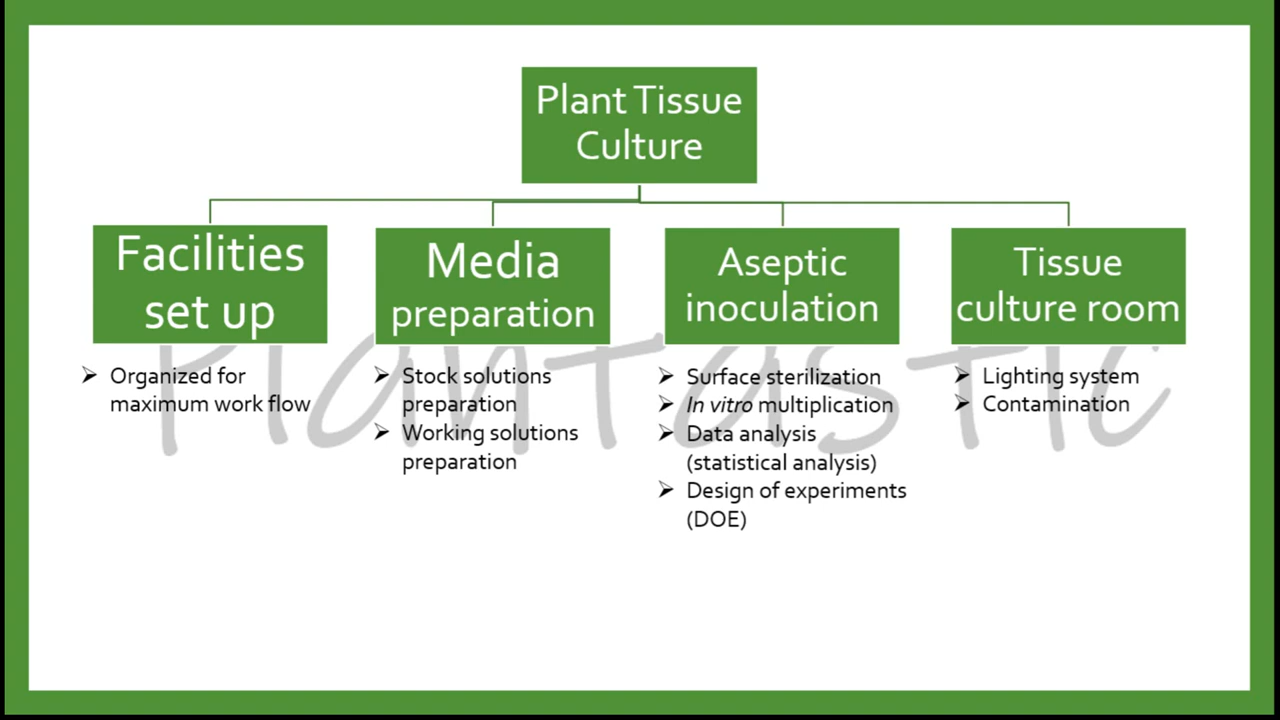 Plant Tissue
Culture
Facilities
set up
Media
preparation
Aseptic
inoculation
Tissue
culture room
Plantastic
➢ Organized for
maximum work flow
➢ Stock solutions
preparation
➢ Working solutions
preparation
➢ Surface sterilization
➢ In vitro multiplication
➢ Data analysis
(statistical analysis)
➢ Design of experiments
(DOE)
➢ Lighting system
➢ Contamination